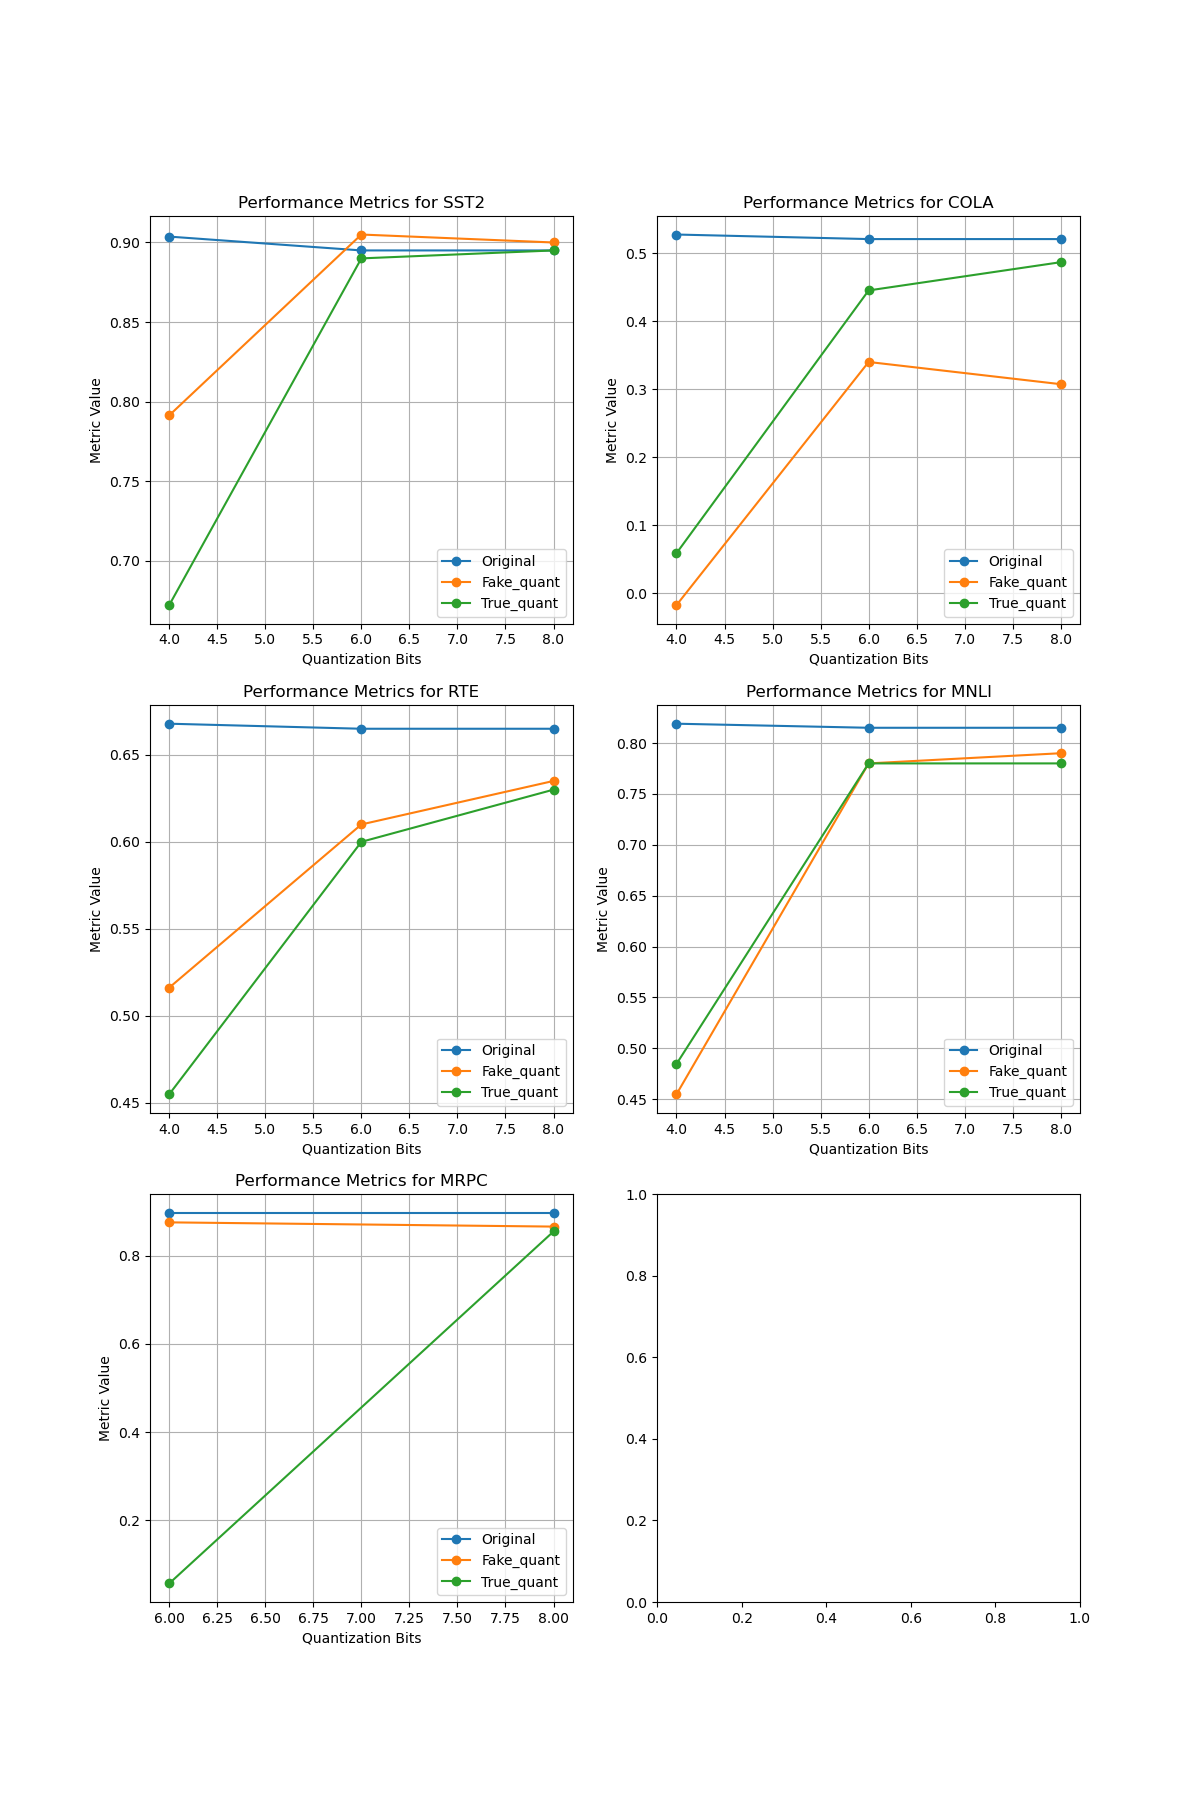 Performance Metrics for SST2
0.90
0.85
0.80
0.75
0.70
Metric Value
Original
Fake_quant
True_quant
4.0 4.5 5.0 5.5 6.0 6.5 7.0 7.5 8.0
Quantization Bits
Performance Metrics for COLA
0.5
0.4
0.3
0.2
0.1
0.0
Metric Value
Original
Fake_quant
True_quant
4.0 4.5 5.0 5.5 6.0 6.5 7.0 7.5 8.0
Quantization Bits
Performance Metrics for RTE
0.65
0.60
0.55
0.50
0.45
Metric Value
Original
Fake_quant
True_quant
4.0 4.5 5.0 5.5 6.0 6.5 7.0 7.5 8.0
Quantization Bits
Performance Metrics for MNLI
0.80
0.75
0.70
0.65
0.60
0.55
0.50
0.45
Metric Value
Original
Fake_quant
True_quant
4.0 4.5 5.0 5.5 6.0 6.5 7.0 7.5 8.0
Quantization Bits
Performance Metrics for MRPC
0.8
0.6
0.4
0.2
Metric Value
Original
Fake_quant
True_quant
6.00 6.25 6.50 6.75 7.00 7.25 7.50 7.75 8.00
Quantization Bits
1.0
0.8
0.6
0.4
0.2
0.0
0.0 0.2 0.4 0.6 0.8 1.0